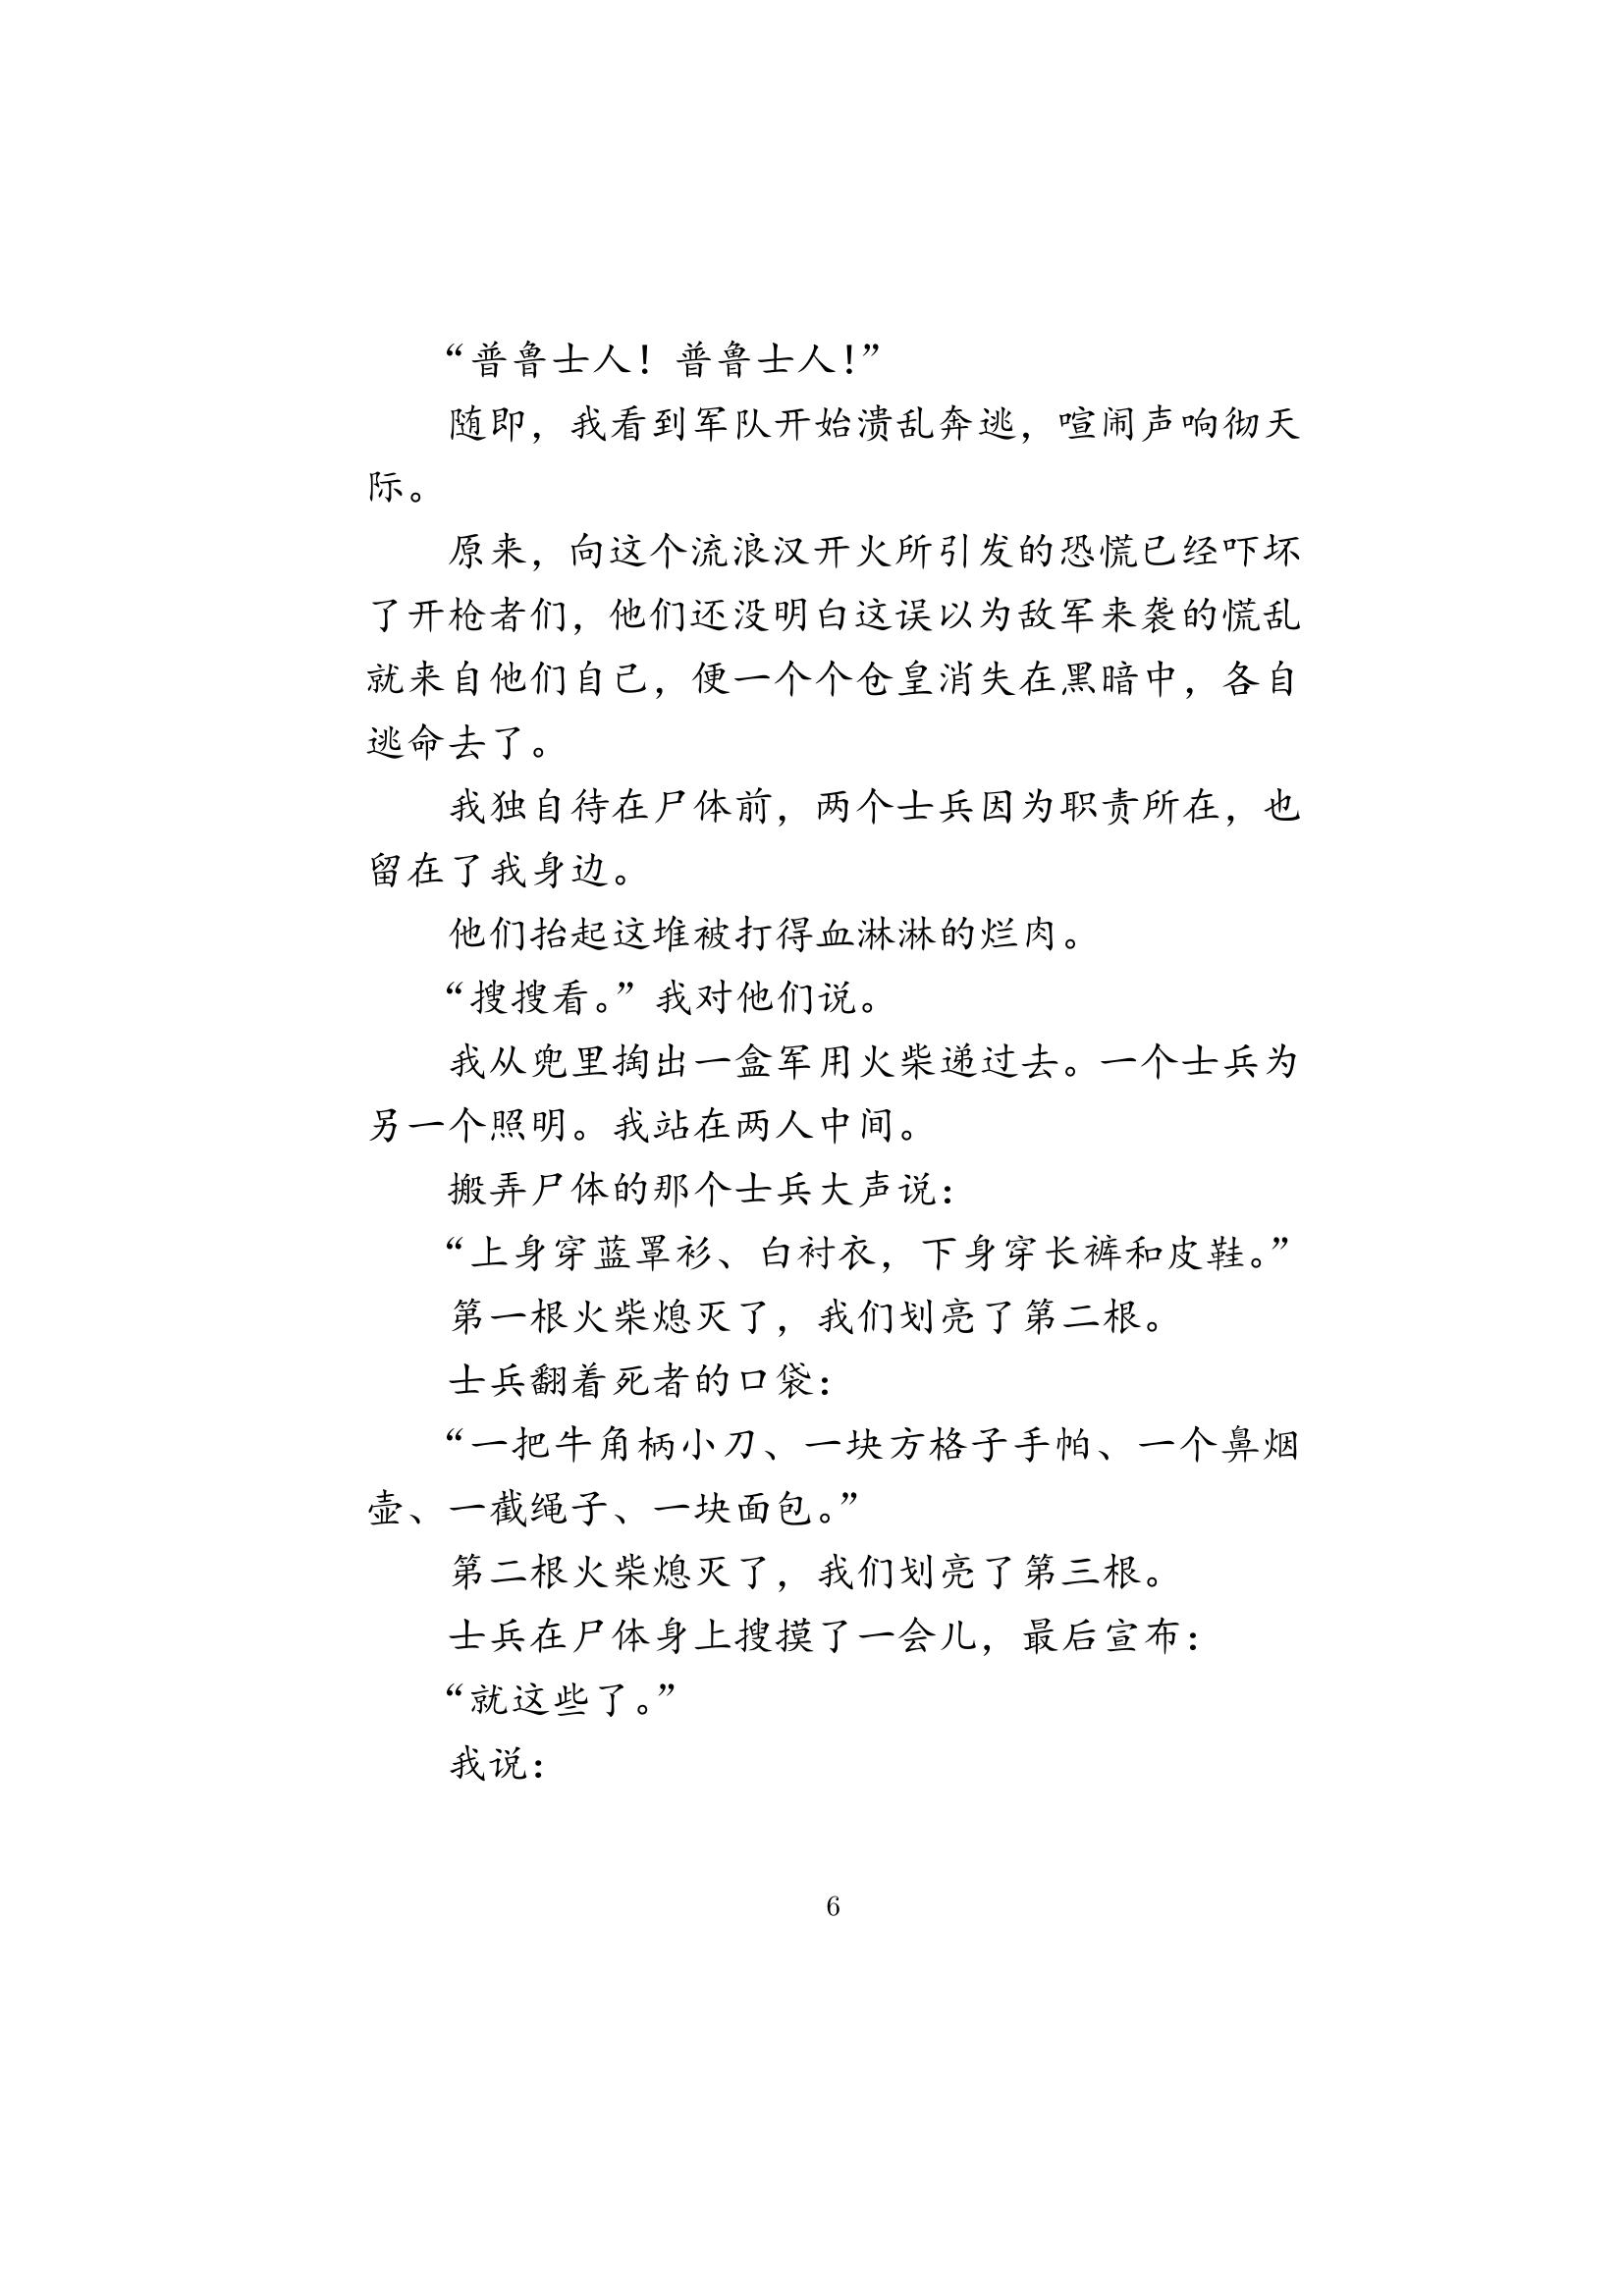 “普鲁士人！普鲁士人！”
随即，我看到军队开始溃乱奔逃，喧闹声响彻天
际。
原来，向这个流浪汉开火所引发的恐慌已经吓坏
了开枪者们，他们还没明白这误以为敌军来袭的慌乱
就来自他们自己，便一个个仓皇消失在黑暗中，各自
逃命去了。
我独自待在尸体前，两个士兵因为职责所在，也
留在了我身边。
他们抬起这堆被打得血淋淋的烂肉。
“搜搜看。”我对他们说。
我从兜里掏出一盒军用火柴递过去。一个士兵为
另一个照明。我站在两人中间。
搬弄尸体的那个士兵大声说：
“上身穿蓝罩衫、白衬衣，下身穿长裤和皮鞋。”
第一根火柴熄灭了，我们划亮了第二根。
士兵翻着死者的口袋：
“一把牛角柄小刀、一块方格子手帕、一个鼻烟
壶、一截绳子、一块面包。”
第二根火柴熄灭了，我们划亮了第三根。
士兵在尸体身上搜摸了一会儿，最后宣布：
“就这些了。”
我说：
6